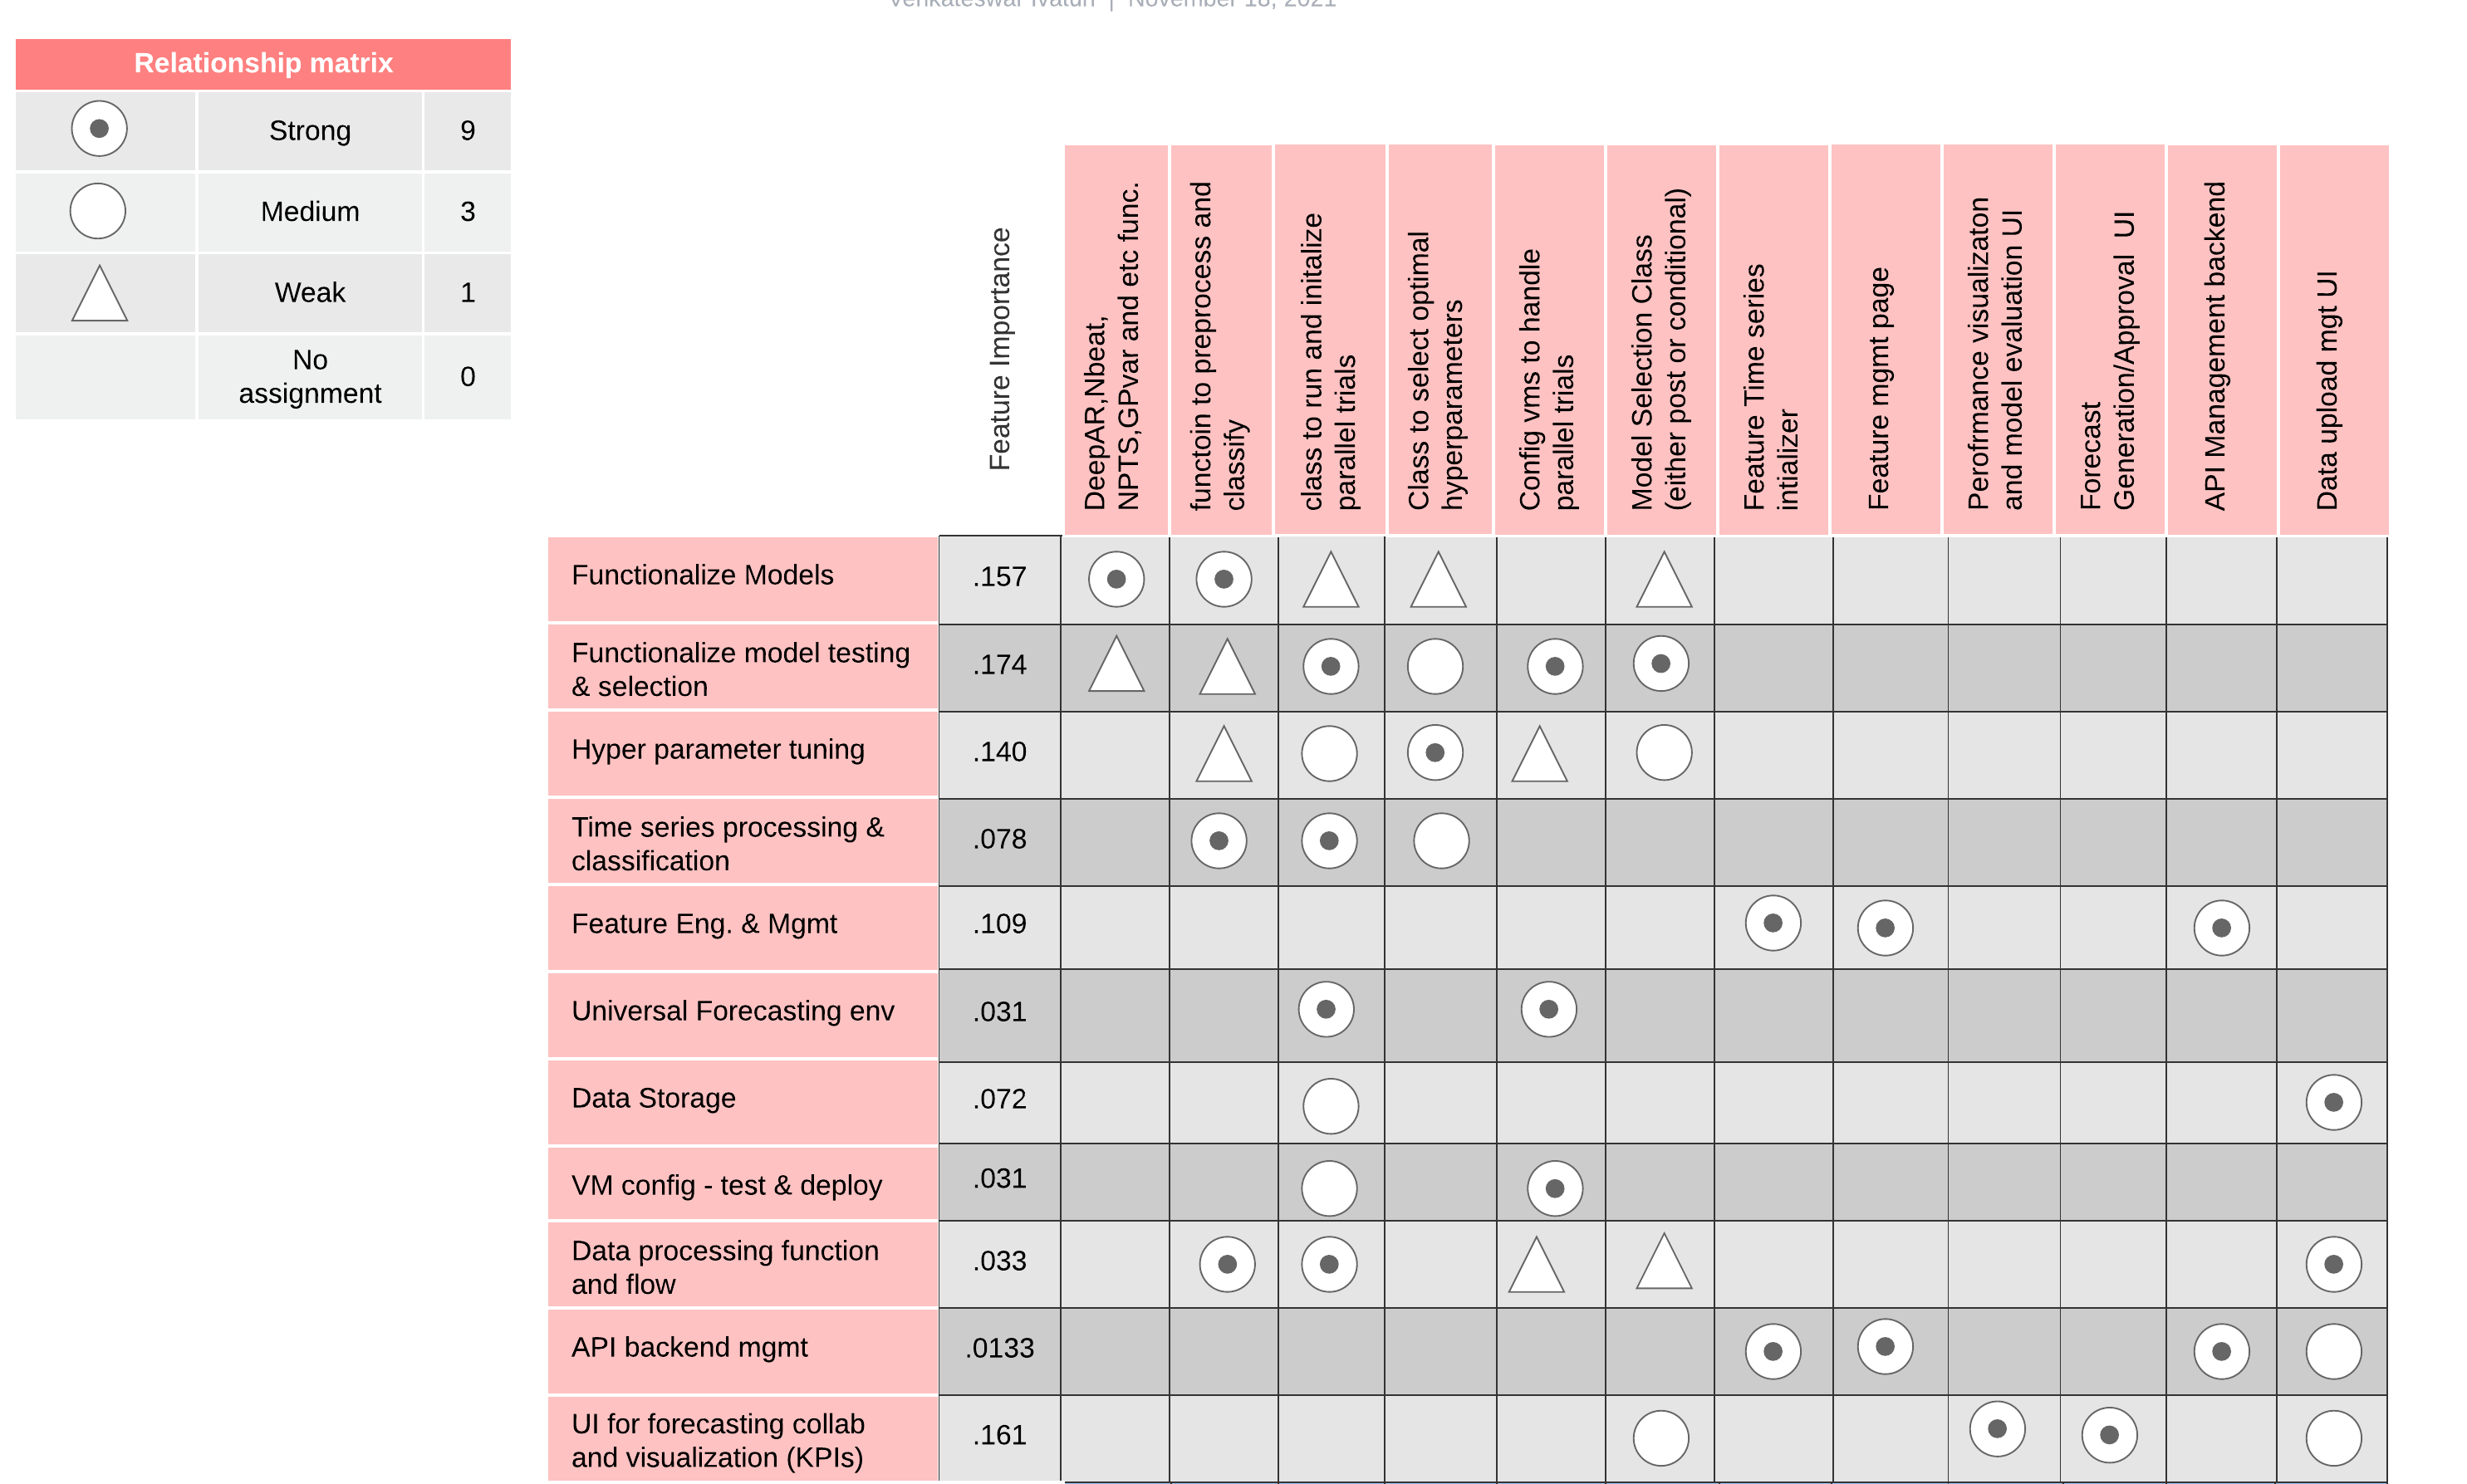 November 18, 2021
Relationship matrix
Strong
9
Medium
3
Weak
1
No
assignment
0
Feature Importance
DeepAR,Nbeat,
NPTS,GPvar and etc func.
functoin to preprocess and
classify
class to run and initalize
parallel trials
Class to select optimal
hyperparameters
Config vms to handle
parallel trials
Model Selection Class
(either post or conditional)
Feature Time series
intializer
Feature mgmt page
Perofrmance visualizaton
and model evaluation UI
Forecast
Generation/Approval UI
API Management backend
Data upload mgt UI
Functionalize Models
.157
Functionalize model testing
& selection
.174
Hyper parameter tuning
.140
Time series processing &
classification
.078
Feature Eng. & Mgmt
.109
Universal Forecasting env
.031
Data Storage
.072
VM config - test & deploy
.031
Data processing function
and flow
.033
API backend mgmt
.0133
UI for forecasting collab
and visualization (KPIs)
.161